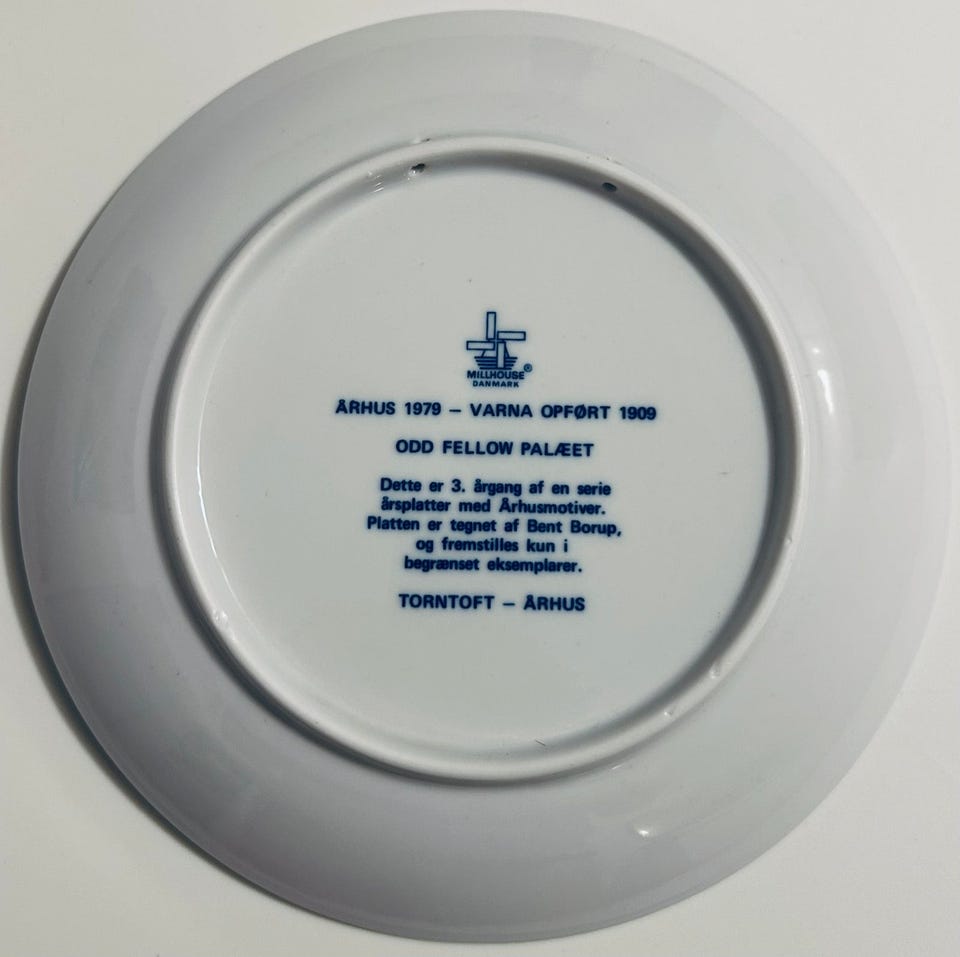 MILLHOUSE®
DANMARK
ÅRHUS 1979 – VARNA OPFØRT 1909
ODD FELLOW PALÆET
Dette er 3. årgang af en serie
årsplatter med Århusmotiver.
Platten er tegnet af Bent Borup,
og fremstilles kun i
begrænset eksemplarer.
TORNTOFT – ÅRHUS